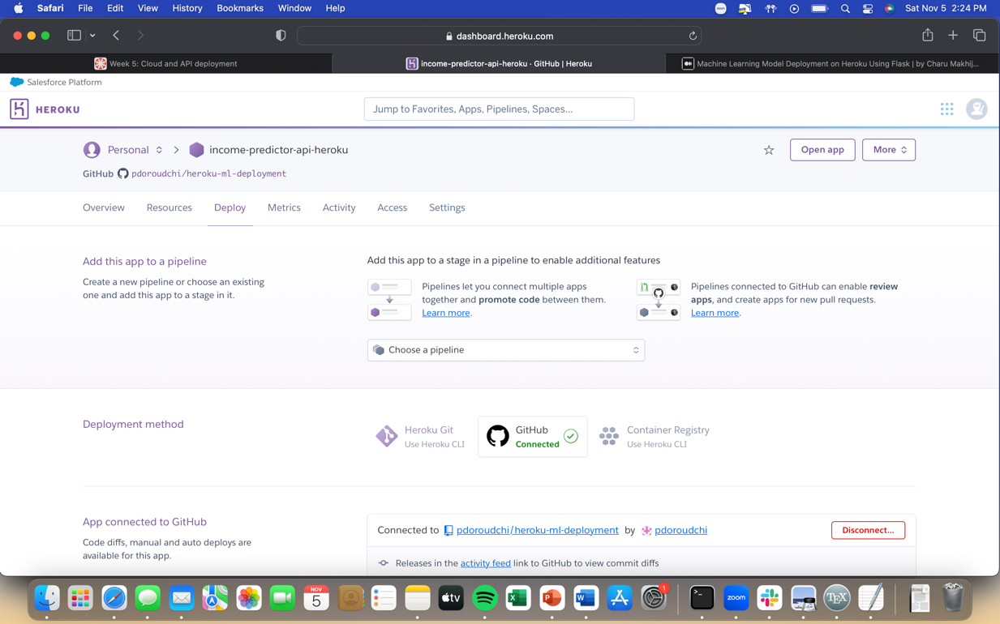 Safari File Edit View History Bookmarks Window Help
zoom
Sat Nov 5 2:24 PM
dashboard.heroku.com
Week 5: Cloud and API deployment
income-predictor-api-heroku · GitHub | Heroku
Machine Learning Model Deployment on Heroku Using Flask | by Charu Makhij...
Salesforce Platform
HEROKU
Jump to Favorites, Apps, Pipelines, Spaces...
Personal
income-predictor-api-heroku
Open app
More
GitHub pdoroudchi/heroku-ml-deployment
Overview Resources Deploy Metrics Activity Access Settings
Add this app to a pipeline
Create a new pipeline or choose an existing
one and add this app to a stage in it.
Add this app to a stage in a pipeline to enable additional features
Pipelines let you connect multiple apps
together and promote code between them.
Learn more.
Pipelines connected to GitHub can enable review
apps, and create apps for new pull requests.
Learn more.
Choose a pipeline
Deployment method
Heroku Git
Use Heroku CLI
GitHub
Connected
Container Registry
Use Heroku CLI
App connected to GitHub
Code diffs, manual and auto deploys are
available for this app.
Connected to pdoroudchi/heroku-ml-deployment by pdoroudchi
Disconnect...
Releases in the activity feed link to GitHub to view commit diffs
NOV
5
tv
X
P
W
1
>_
zoom
TEX